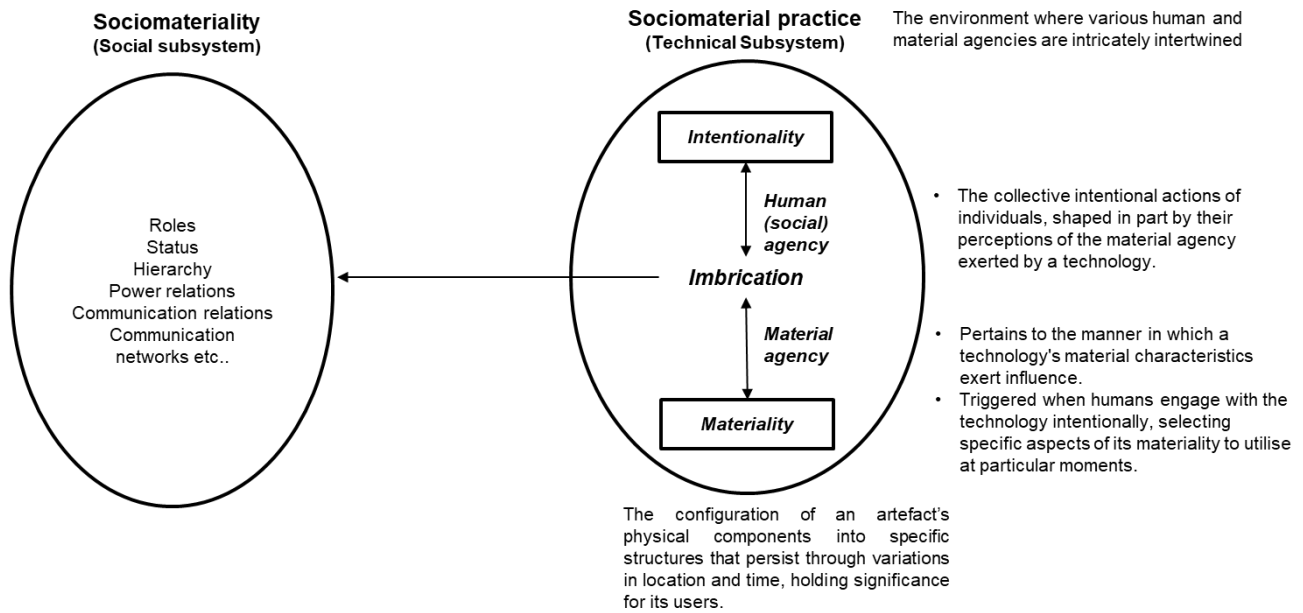 Sociomateriality
(Social subsystem)
Roles
Status
Hierarchy
Power relations
Communication relations
Communication
networks etc..
Sociomaterial practice
(Technical Subsystem)
The environment where various human and
material agencies are intricately intertwined
Intentionality
Human
(social)
agency
Imbrication
Material
agency
Materiality
• The collective intentional actions of
individuals, shaped in part by their
perceptions of the material agency
exerted by a technology.
• Pertains to the manner in which a
technology's material characteristics
exert influence.
• Triggered when humans engage with the
technology intentionally, selecting
specific aspects of its materiality to utilise
at particular moments.
The configuration of an artefact's
physical components into specific
structures that persist through variations
in location and time, holding significance
for its users.